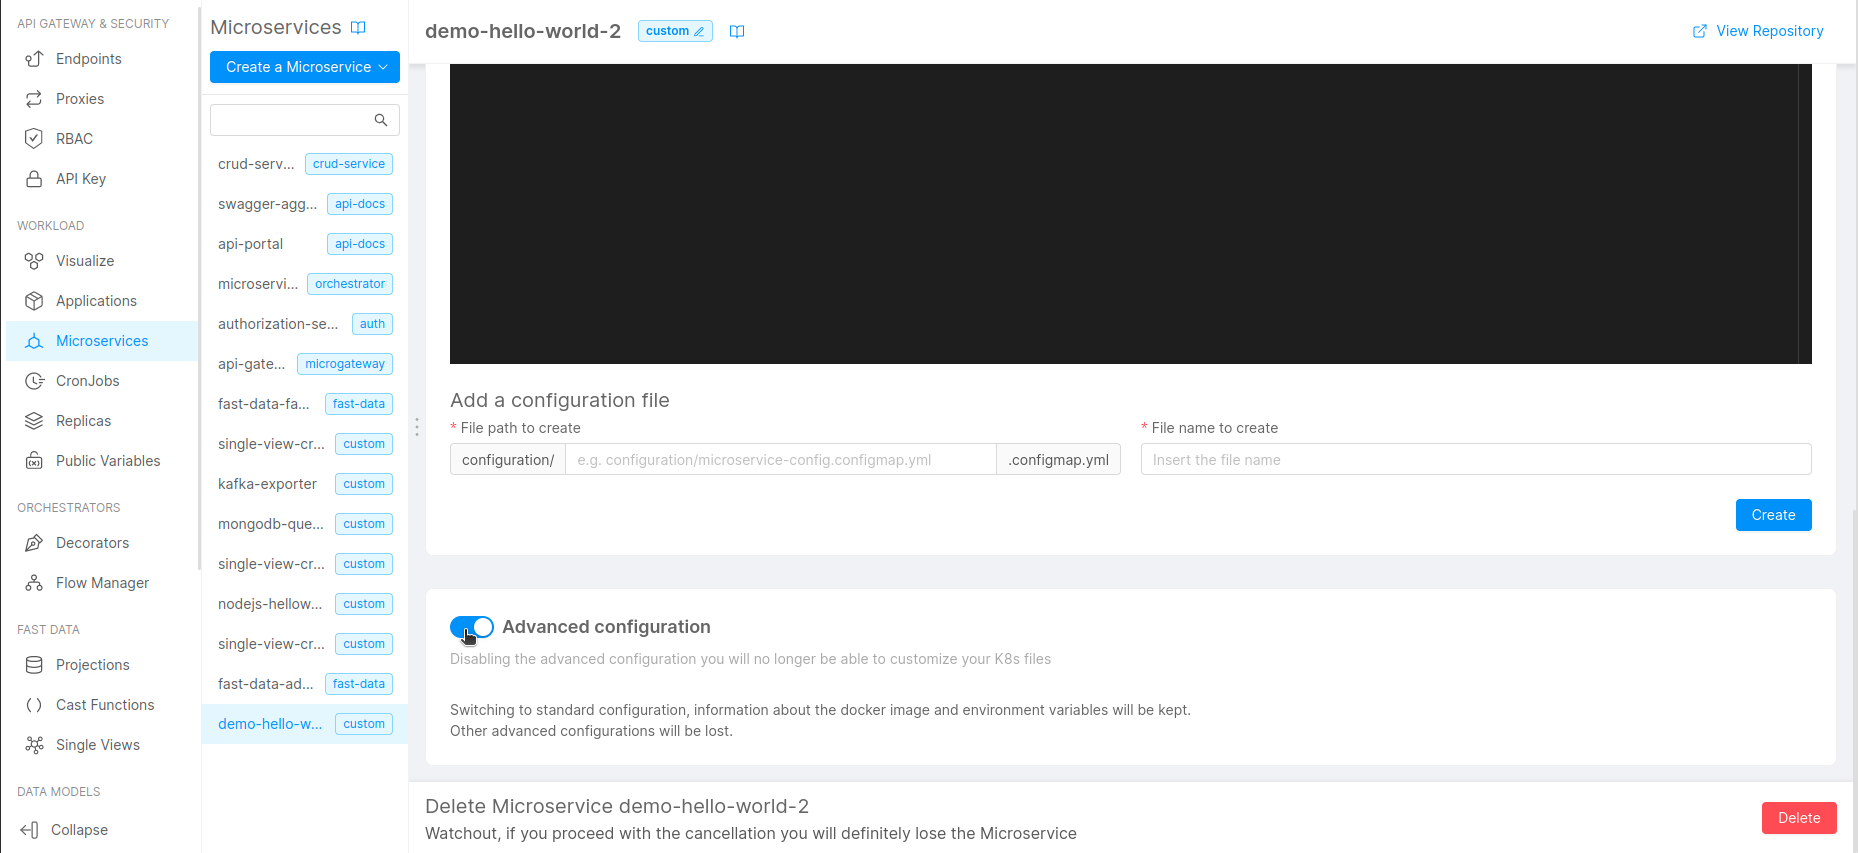 API GATEWAY & SECURITY
Endpoints
Proxies
RBAC
API Key
WORKLOAD
Visualize
Applications
Microservices
CronJobs
Replicas
Public Variables
ORCHESTRATORS
Decorators
Flow Manager
FAST DATA
Projections
Cast Functions
Single Views
DATA MODELS
Collapse
Microservices
Create a Microservice
crud-serv... crud-service
swagger-agg... api-docs
api-portal api-docs
microservi... orchestrator
authorization-se... auth
api-gate... microgateway
fast-data-fa... fast-data
single-view-cr... custom
kafka-exporter custom
mongodb-que... custom
single-view-cr... custom
nodejs-hellow... custom
single-view-cr... custom
fast-data-ad... fast-data
demo-hello-w... custom
demo-hello-world-2 custom
View Repository
Add a configuration file
* File path to create
configuration/ e.g. configuration/microservice-config.configmap.yml .configmap.yml
* File name to create
Insert the file name
Create
Advanced configuration
Disabling the advanced configuration you will no longer be able to customize your K8s files
Switching to standard configuration, information about the docker image and environment variables will be kept.
Other advanced configurations will be lost.
Delete Microservice demo-hello-world-2
Watchout, if you proceed with the cancellation you will definitely lose the Microservice
Delete